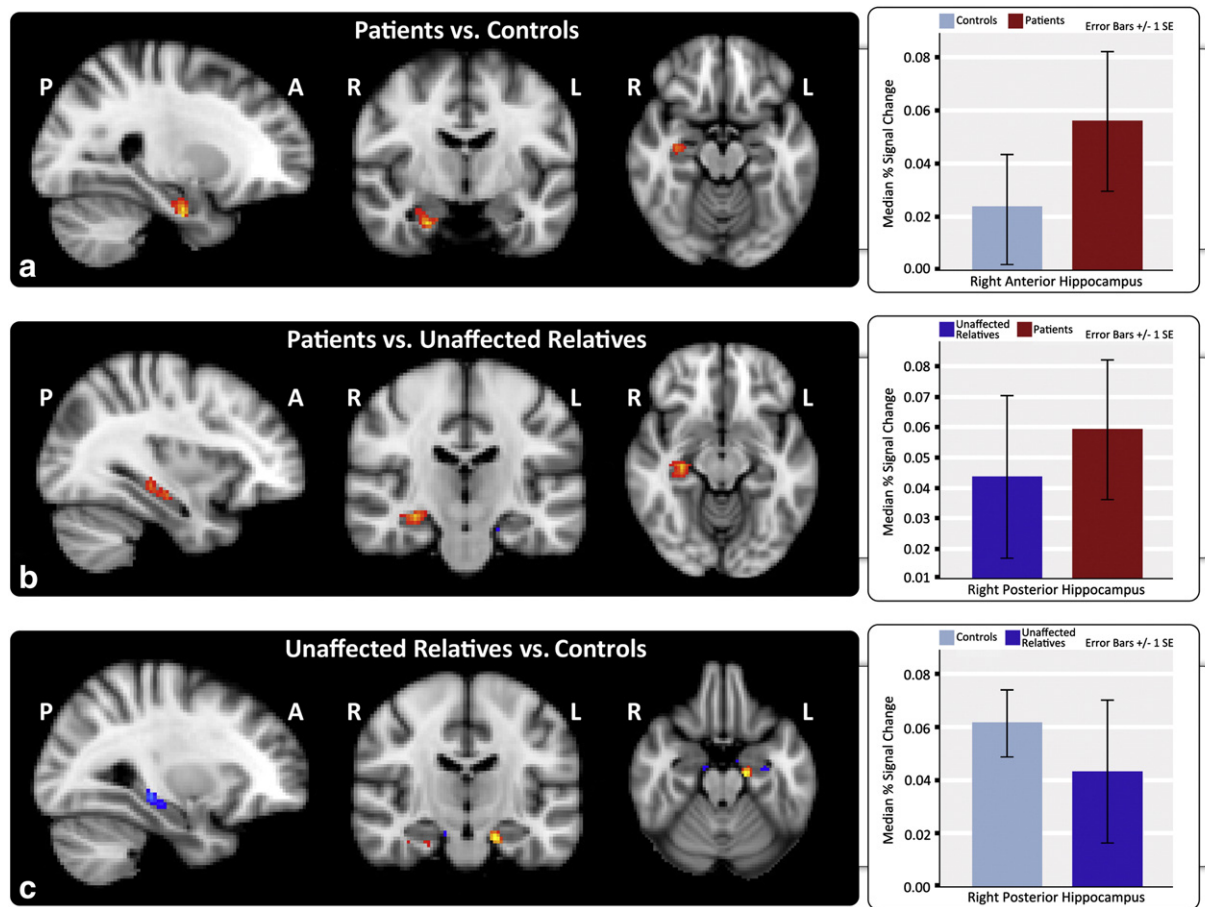 Patients vs. Controls
P A R L R L
a
Controls Patients Error Bars +/- 1 SE
Median % Signal Change
0.08
0.06
0.04
0.02
0.00
Right Anterior Hippocampus
Patients vs. Unaffected Relatives
P A R L R L
b
Unaffected Relatives Patients Error Bars +/- 1 SE
Median % Signal Change
0.08
0.07
0.06
0.05
0.04
0.03
0.02
0.01
Right Posterior Hippocampus
Unaffected Relatives vs. Controls
P A R L R L
c
Controls Unaffected Relatives Error Bars +/- 1 SE
Median % Signal Change
0.08
0.06
0.04
0.02
0.00
Right Posterior Hippocampus